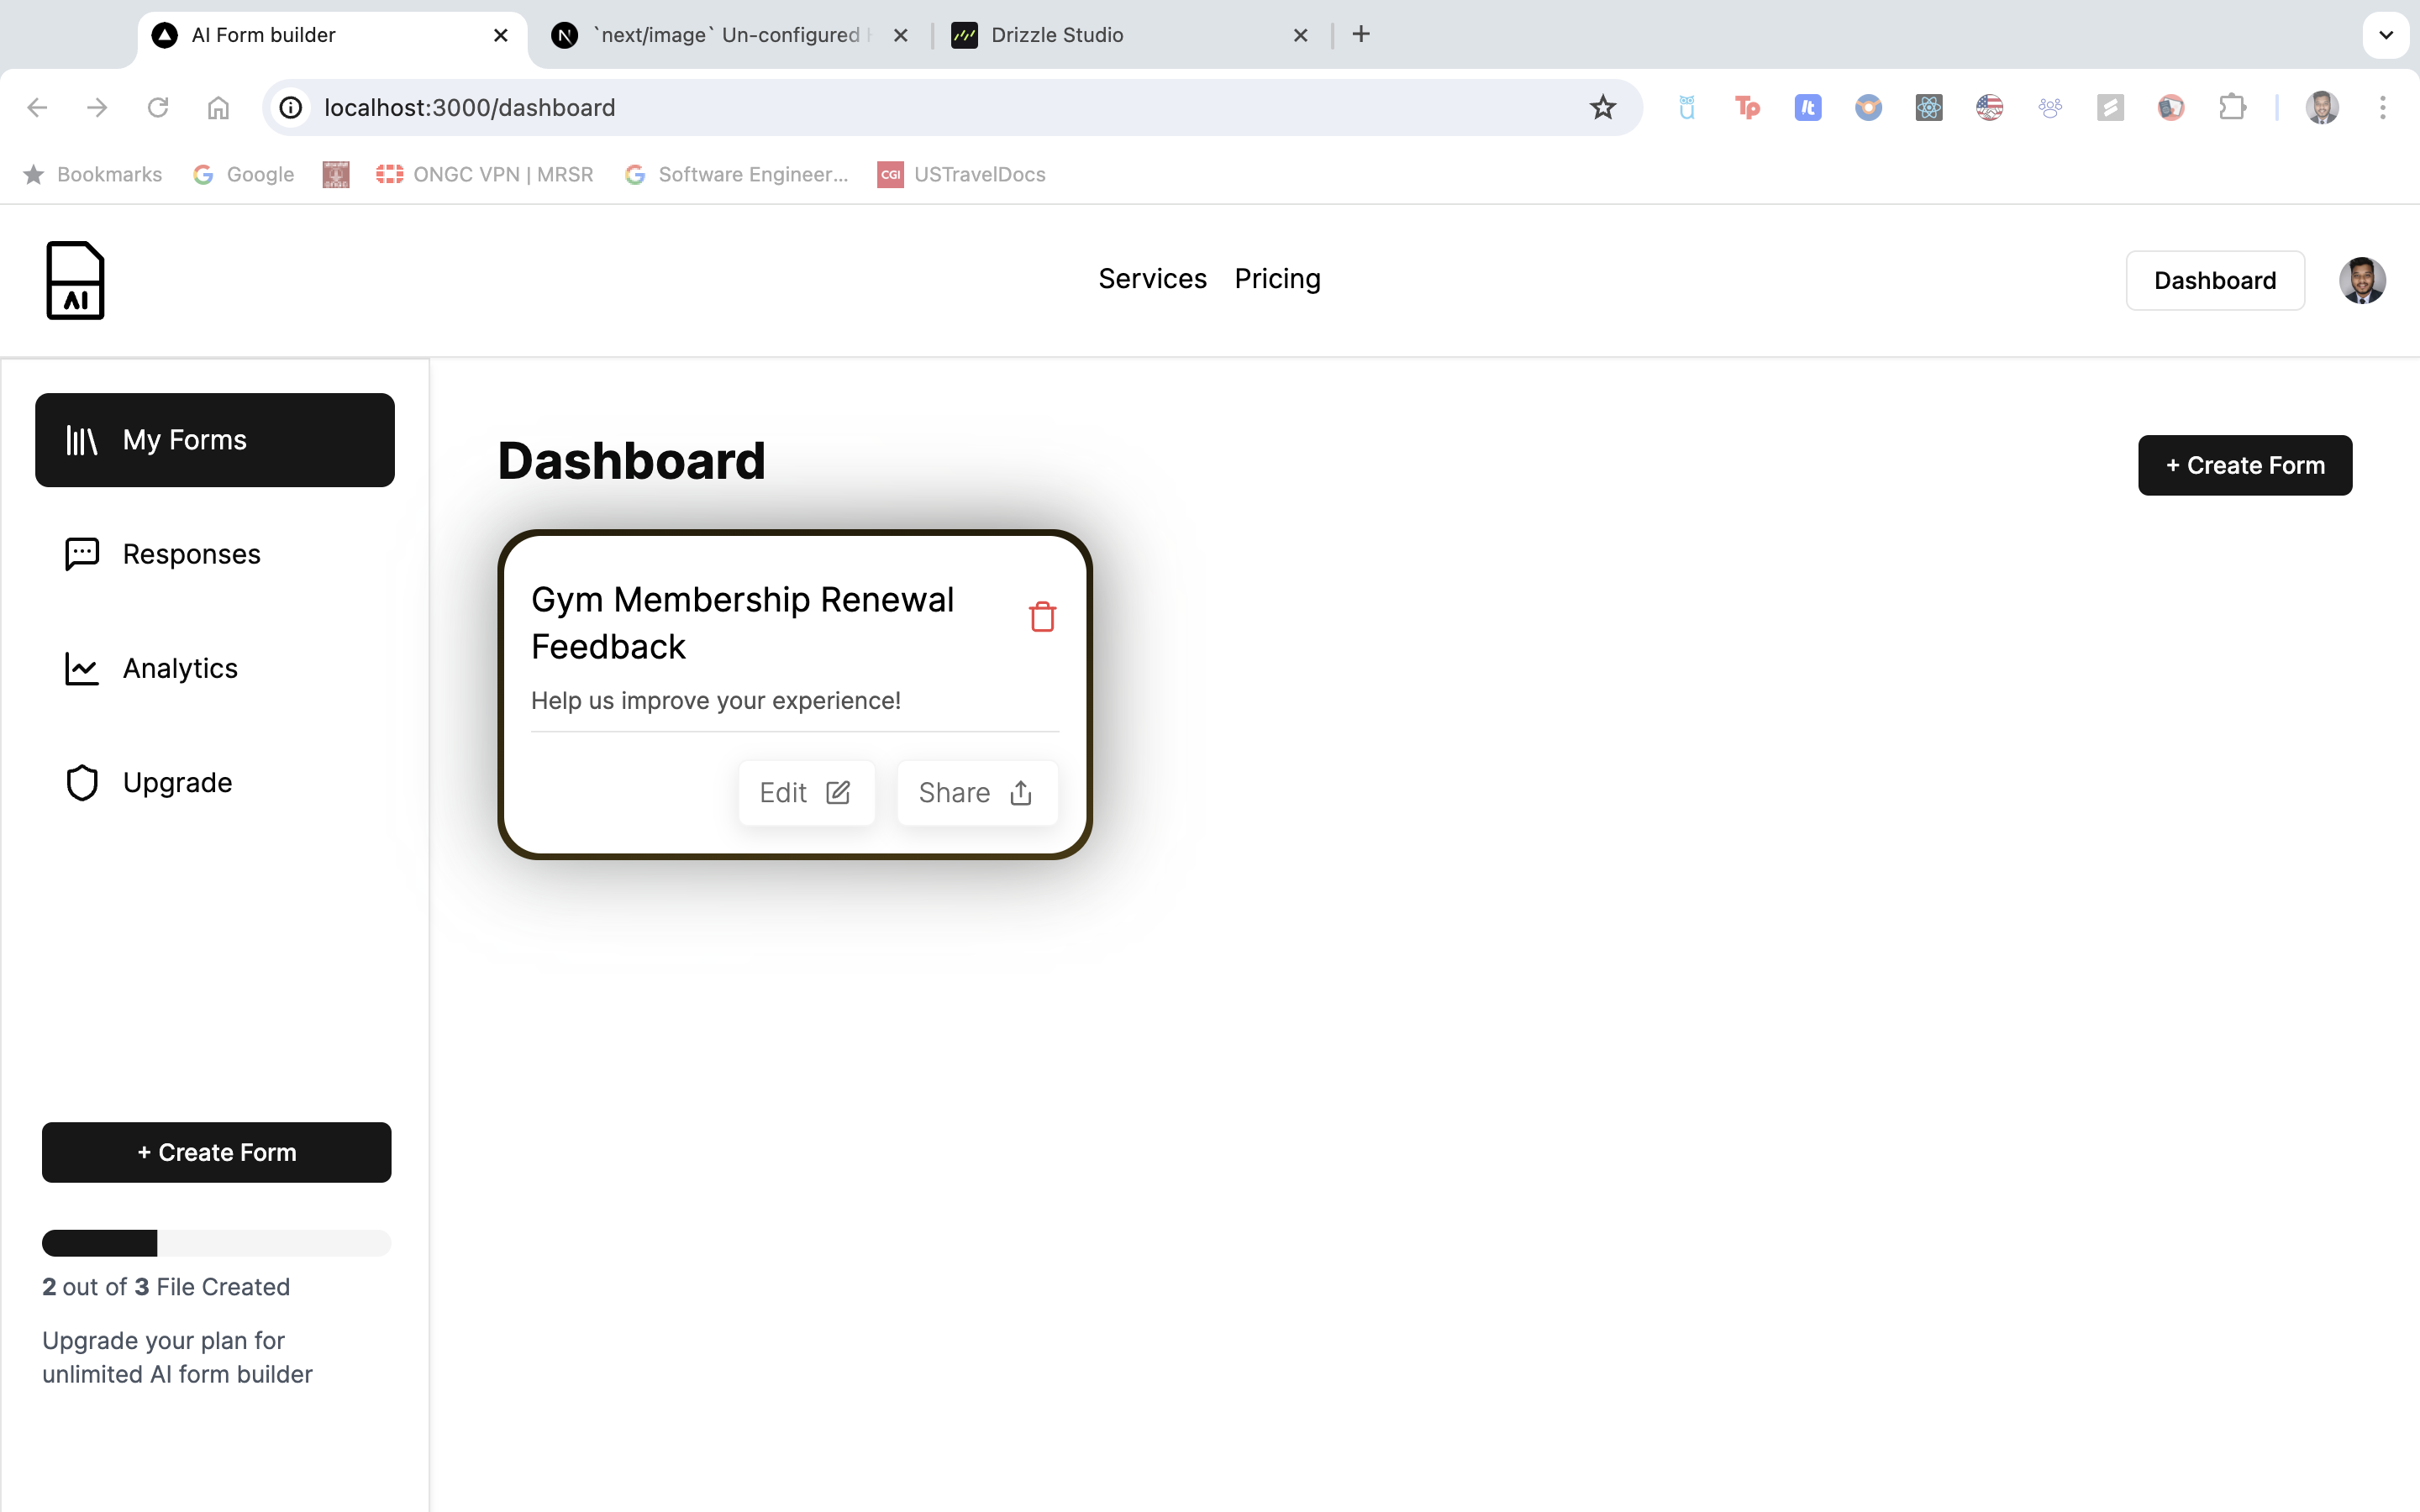 AI Form builder
`next/image` Un-configured
Drizzle Studio
localhost:3000/dashboard
Tp
Bookmarks
Google
ONGC VPN | MRSR
Software Engineer...
CGI
USTravelDocs
AI
Services
Pricing
Dashboard
My Forms
Responses
Analytics
Upgrade
Dashboard
+ Create Form
Gym Membership Renewal
Feedback
Help us improve your experience!
Edit
Share
+ Create Form
2 out of 3 File Created
Upgrade your plan for
unlimited AI form builder